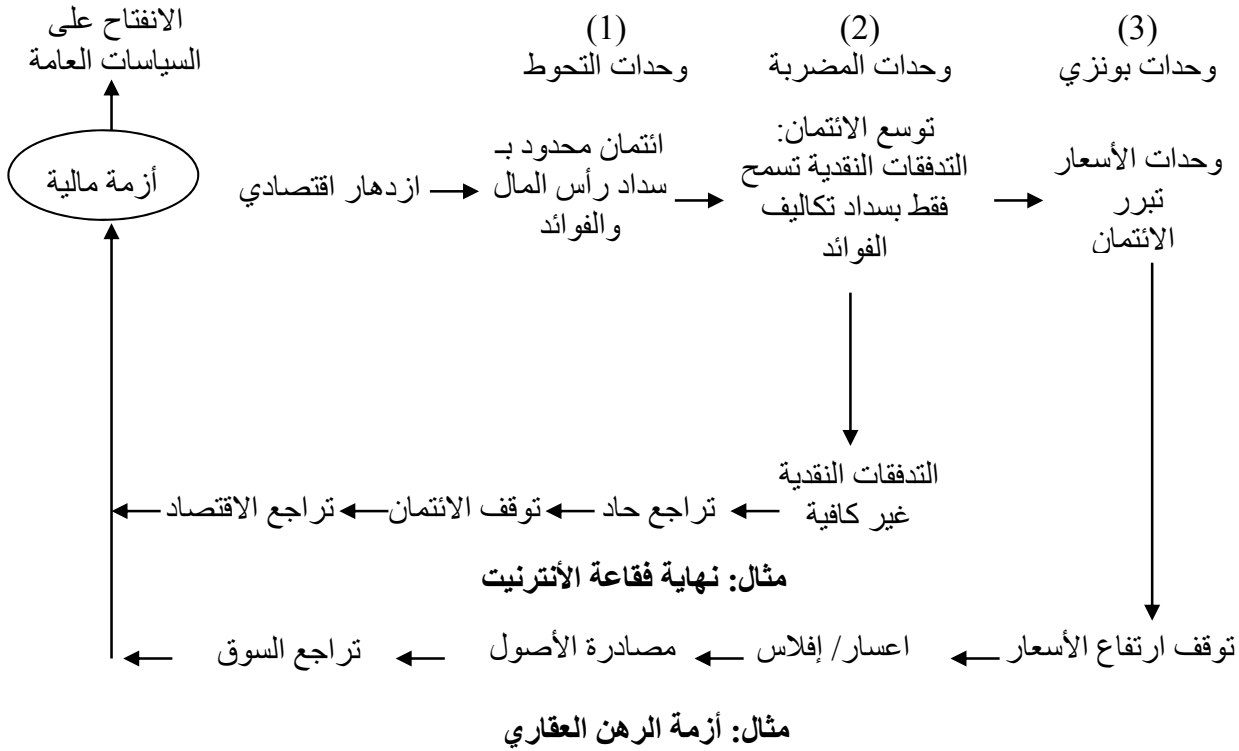 الانفتاح على
السياسات العامة
أزمة مالية
ازدهار اقتصادي
(1)
وحدات التحوط
ائتمان محدود بـ
سداد رأس المال
والفوائد
(2)
وحدات المضربة
توسع الائتمان:
التدفقات النقدية تسمح
فقط بسداد تكاليف
الفوائد
(3)
وحدات بونزي
وحدات الأسعار
تبرر
الائتمان
التدفقات النقدية
غير كافية
تراجع حاد
توقف الائتمان
تراجع الاقتصاد
مثال: نهاية فقاعة الأنترنيت
توقف ارتفاع الأسعار
اعسار/ إفلاس
مصادرة الأصول
تراجع السوق
مثال: أزمة الرهن العقاري